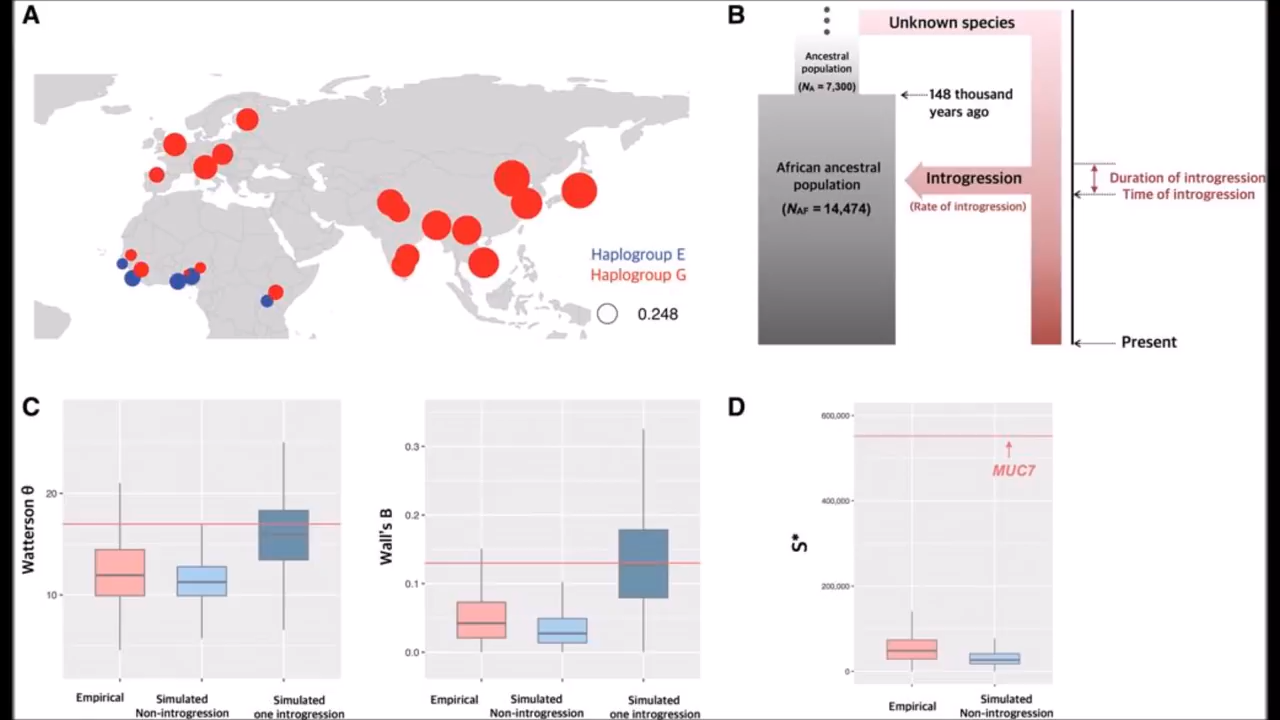 A
Haplogroup E
Haplogroup G
0.248
B
Unknown species
Ancestral
population
(NA = 7,300)
148 thousand
years ago
African ancestral
population
(NAF = 14,474)
Introgression
(Rate of introgression)
Duration of introgression
Time of introgression
Present
C
Watterson θ
20
10
Empirical
Simulated
Non-introgression
Simulated
one introgression
Wall's B
0.3
0.2
0.1
0.0
Empirical
Simulated
Non-introgression
Simulated
one introgression
D
S*
600,000
400,000
200,000
0
MUC7
Empirical
Simulated
Non-introgression